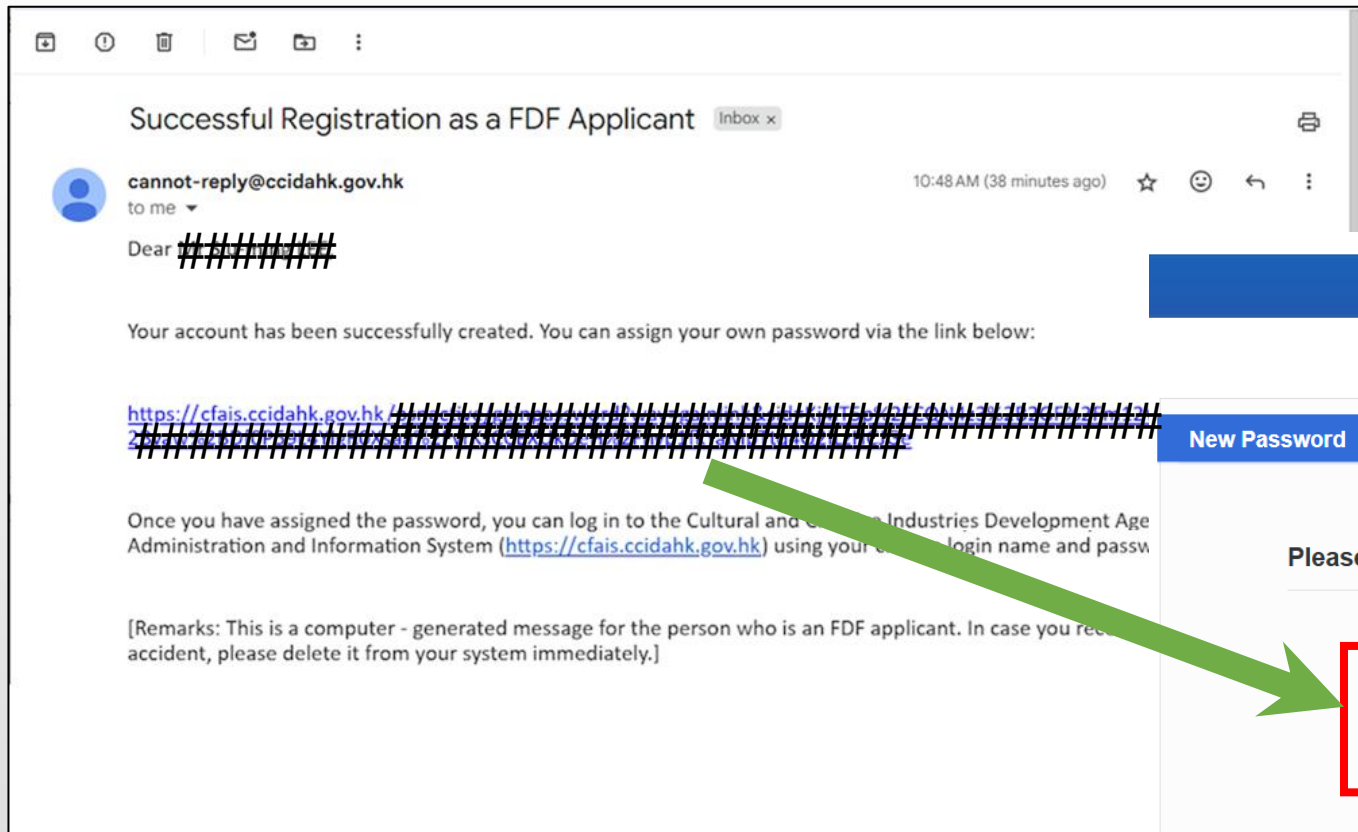 Successful Registration as a FDF Applicant Inbox x
cannot-reply@ccidahk.gov.hk 10:48 AM (38 minutes ago)
to me
Dear
Your account has been successfully created. You can assign your own password via the link below:
https://cfais.ccidahk.gov.hk/
New Password
Once you have assigned the password, you can log in to the Cultural and Industries Development Age
Administration and Information System (https://cfais.ccidahk.gov.hk) using your login name and passw
Please
[Remarks: This is a computer - generated message for the person who is an FDF applicant. In case you
accident, please delete it from your system immediately.]